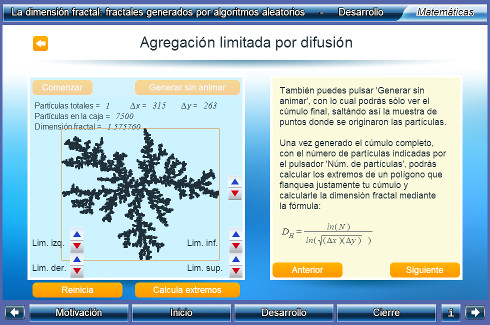 La dimensión fractal: fractales generados por algoritmos aleatorios - Desarrollo Matemáticas
Agregación limitada por difusión
Comenzar Generar sin animar
Partículas totales = 1 Δx = 315 Δy = 263
Partículas en la caja = 7500
Dimensión fractal = 1.575760
Lim. izq. Lim. inf.
Lim. der. Lim. sup.
Reinicia Calcula extremos
También puedes pulsar 'Generar sin
animar', con lo cual podrás sólo ver el
cúmulo final, saltándo así la muestra de
puntos donde se originaron las partículas.
Una vez generado el cúmulo completo,
con el número de partículas indicadas por
el pulsador 'Núm. de partículas', podrás
calcular los extremos de un polígono que
flanquea justamente tu cúmulo y
calcularle la dimensión fractal mediante
la fórmula:
D_H = ln(N) / ln(√(Δx)(Δy) )
Anterior Siguiente
Motivación Inicio Desarrollo Cierre i